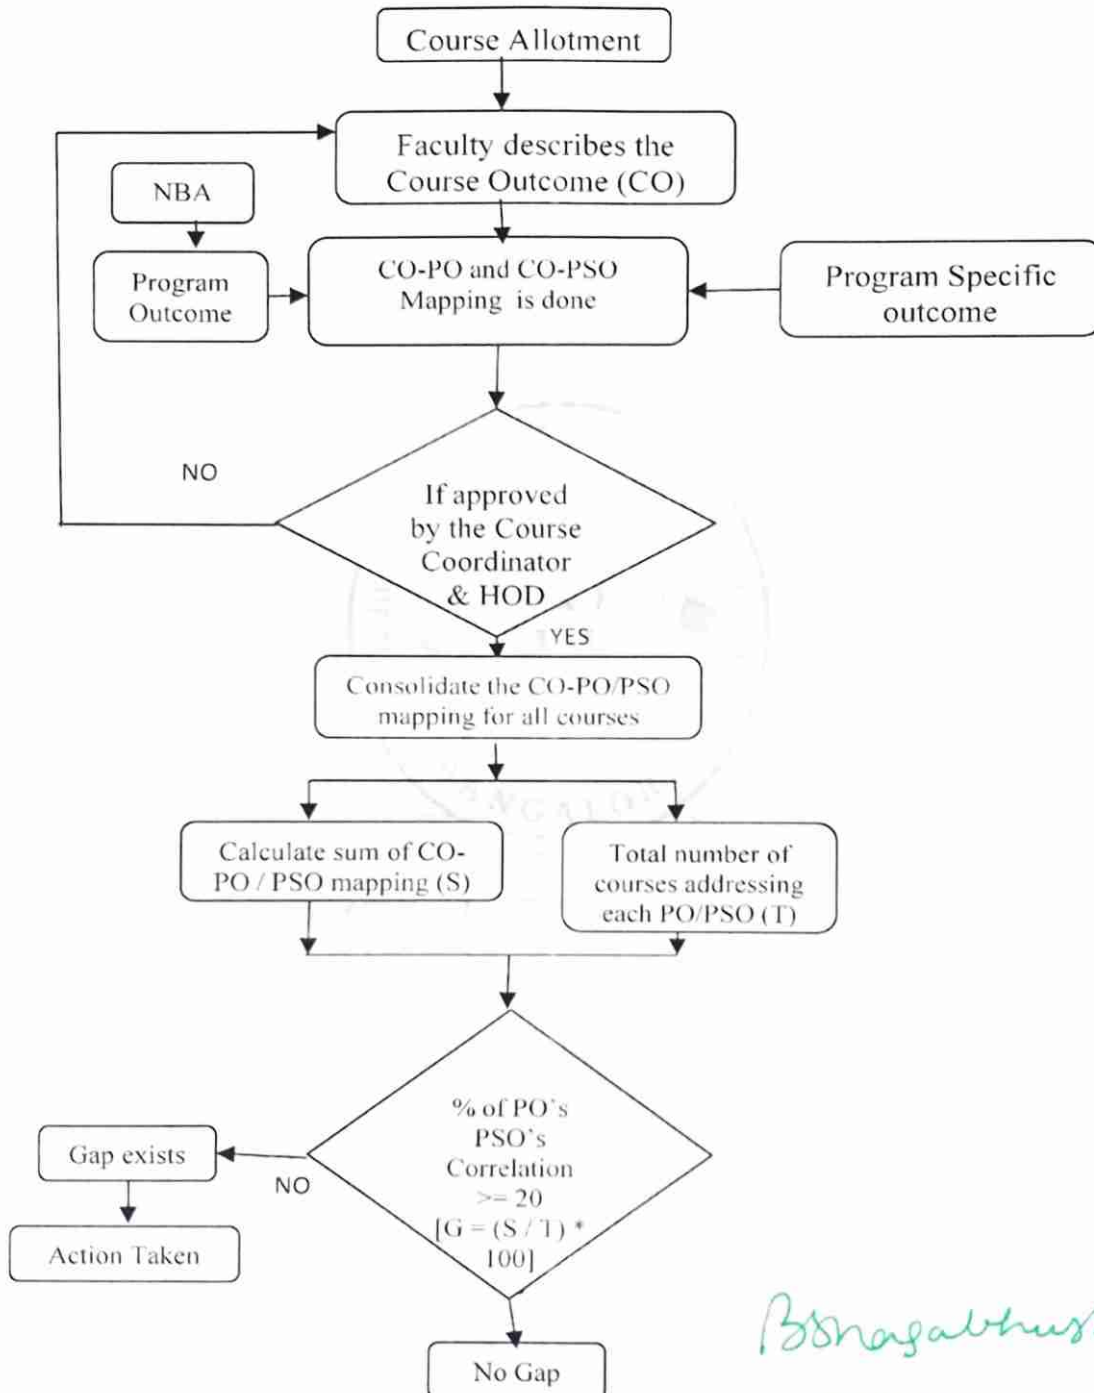 Course Allotment
Faculty describes the
Course Outcome (CO)
NBA
Program
Outcome
CO-PO and CO-PSO
Mapping is done
Program Specific
outcome
NO
If approved
by the Course
Coordinator
& HOD
YES
Consolidate the CO-PO/PSO
mapping for all courses
Calculate sum of CO-
PO / PSO mapping (S)
Total number of
courses addressing
each PO/PSO (T)
% of PO's
PSO's
Correlation
>= 20
[G = (S / T) *
100]
NO
Gap exists
Action Taken
No Gap